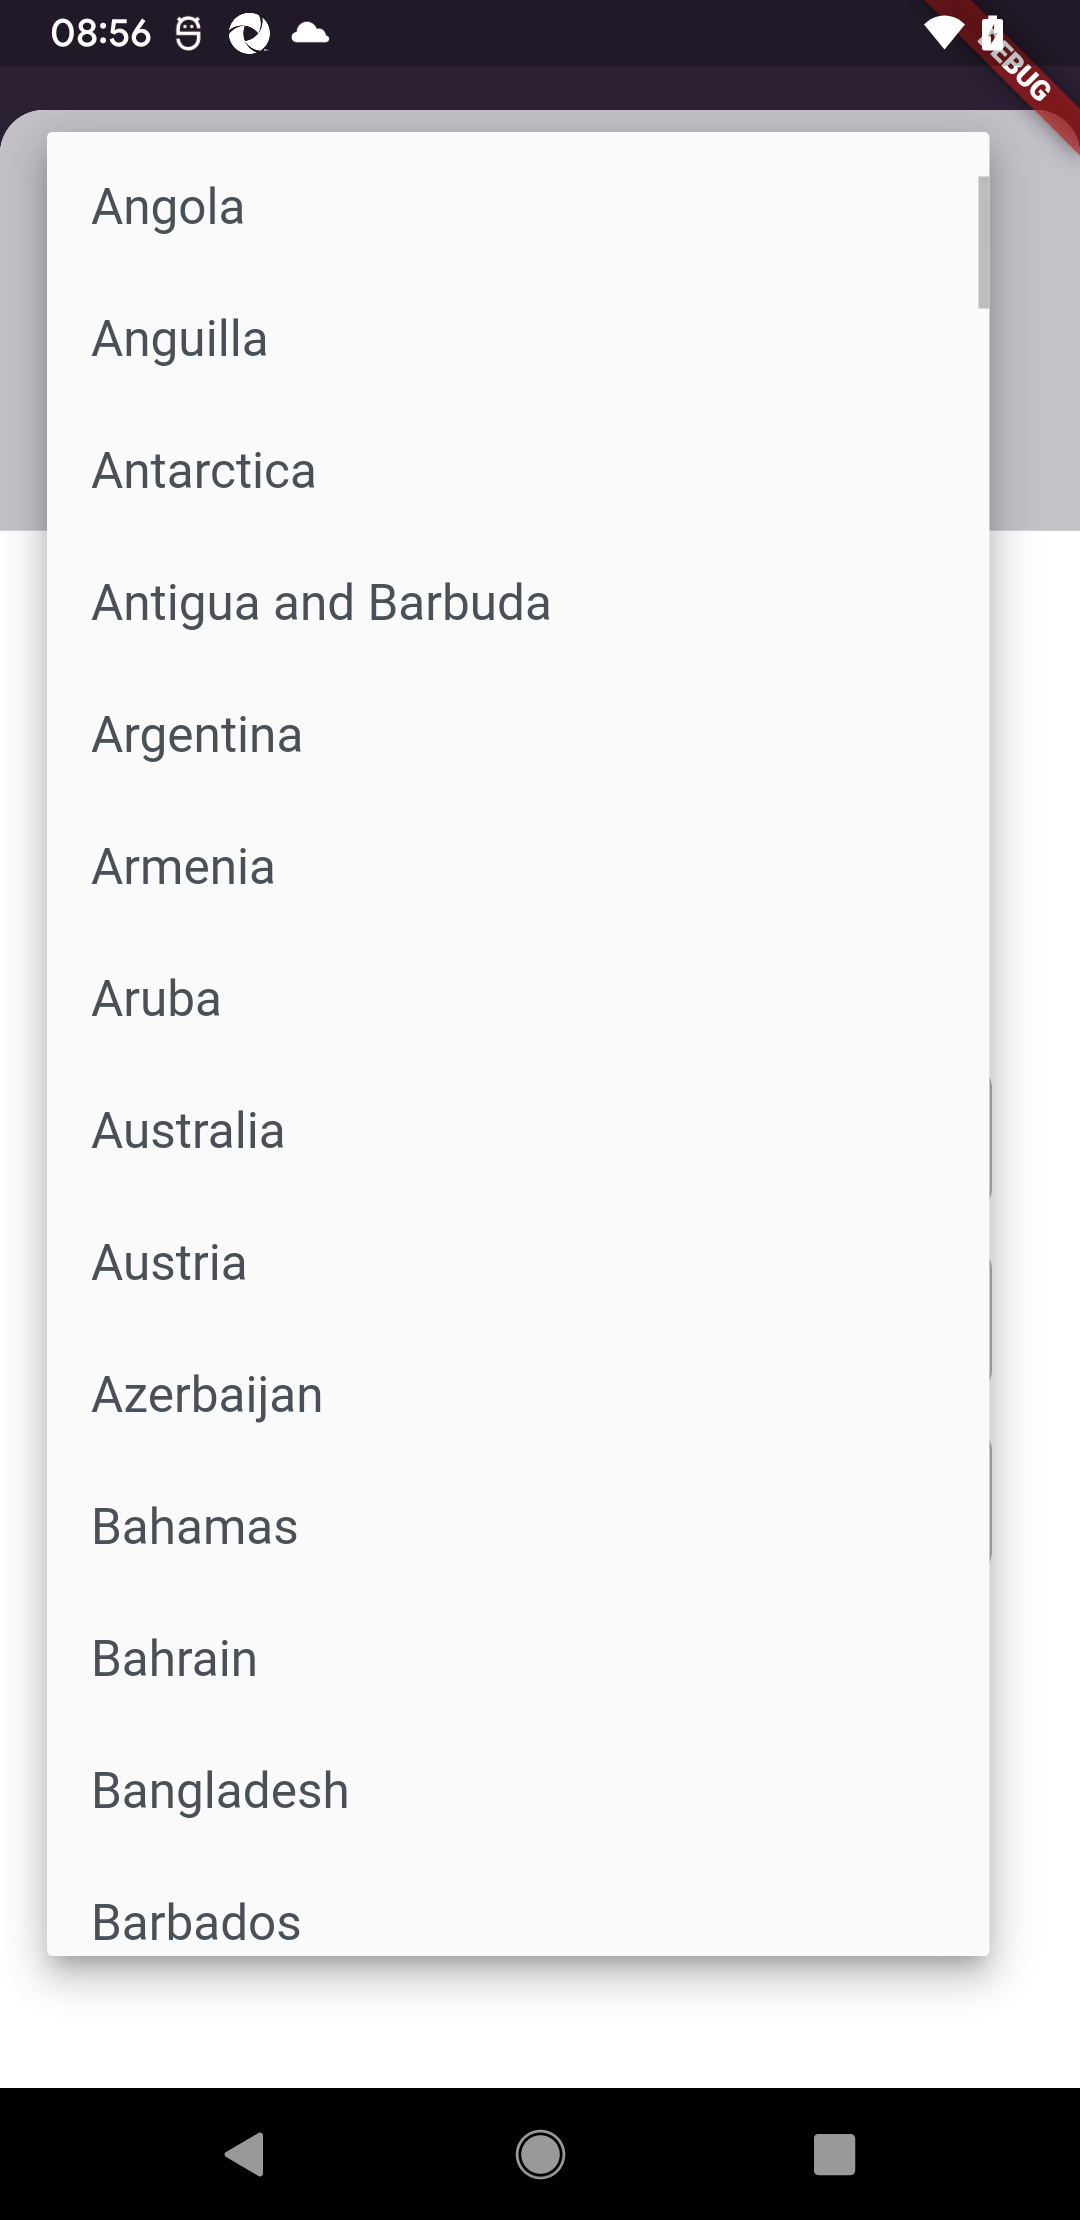 08:56
DEBUG
Angola
Anguilla
Antarctica
Antigua and Barbuda
Argentina
Armenia
Aruba
Australia
Austria
Azerbaijan
Bahamas
Bahrain
Bangladesh
Barbados